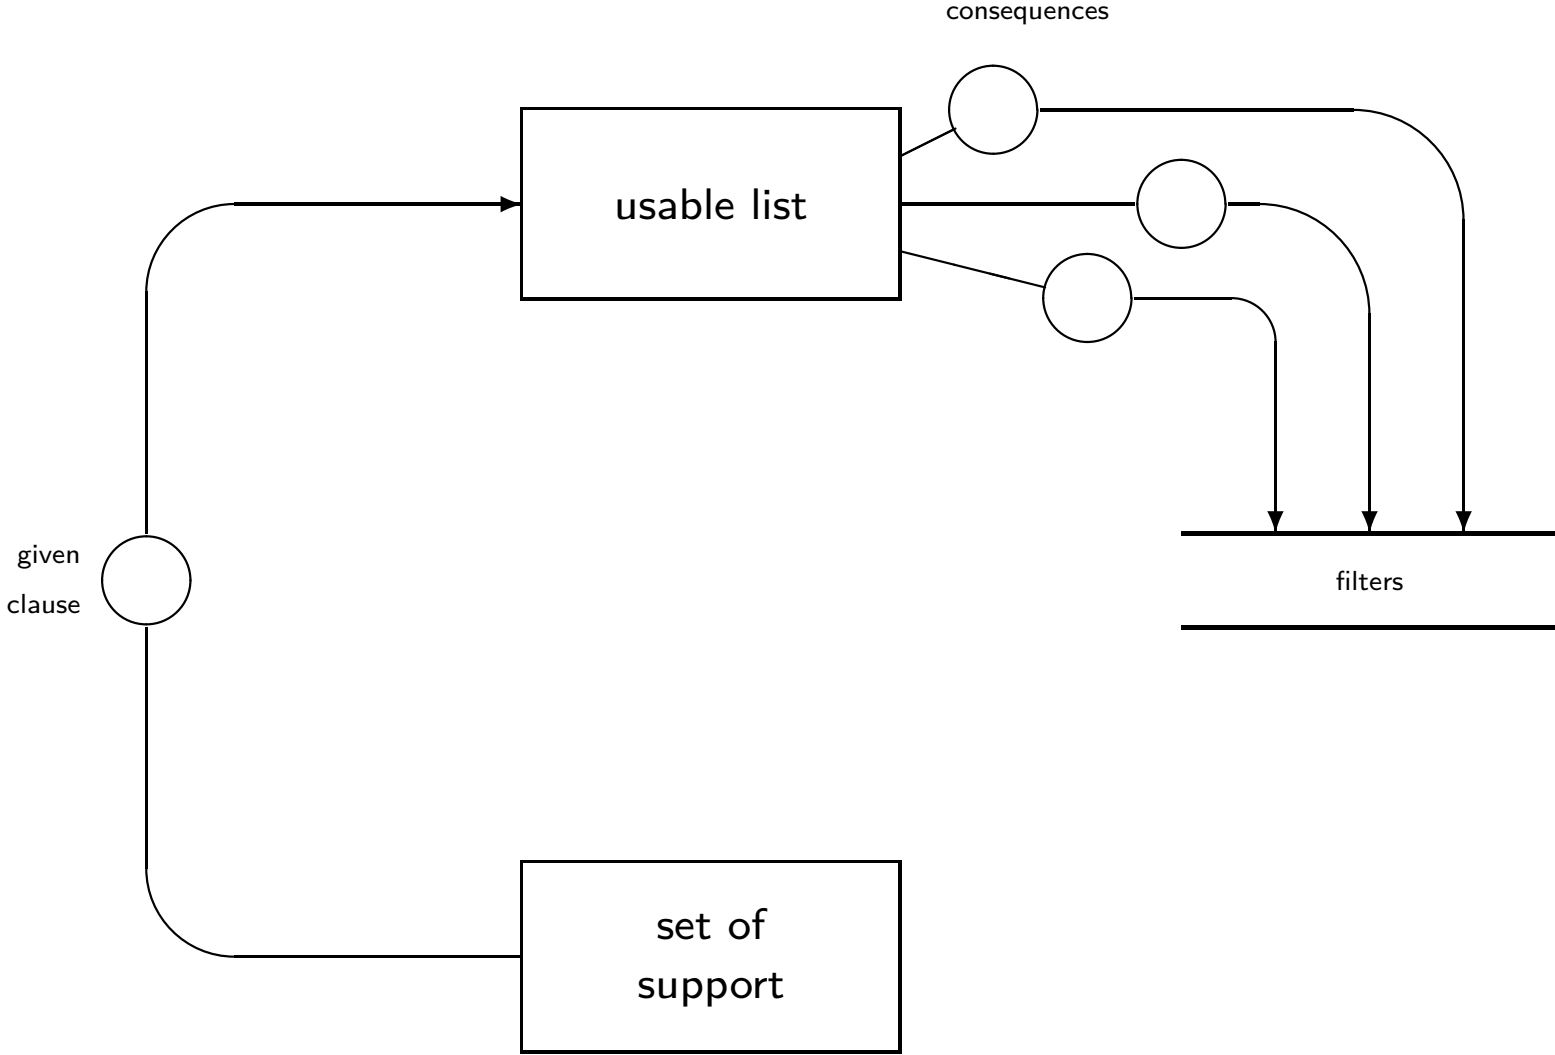 consequences
usable list
given
clause
filters
set of
support